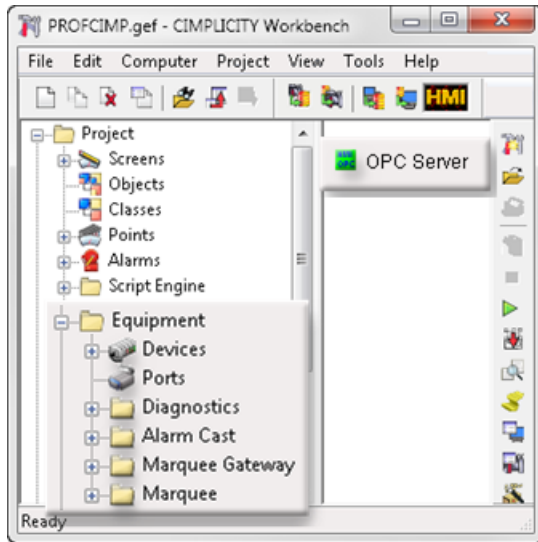 PROFCIMP.gef - CIMPLICITY Workbench
File Edit Computer Project View Tools Help
HMI
Project
Screens
Objects
Classes
Points
Alarms
Script Engine
Equipment
Devices
Ports
Diagnostics
Alarm Cast
Marquee Gateway
Marquee
OPC Server
Ready